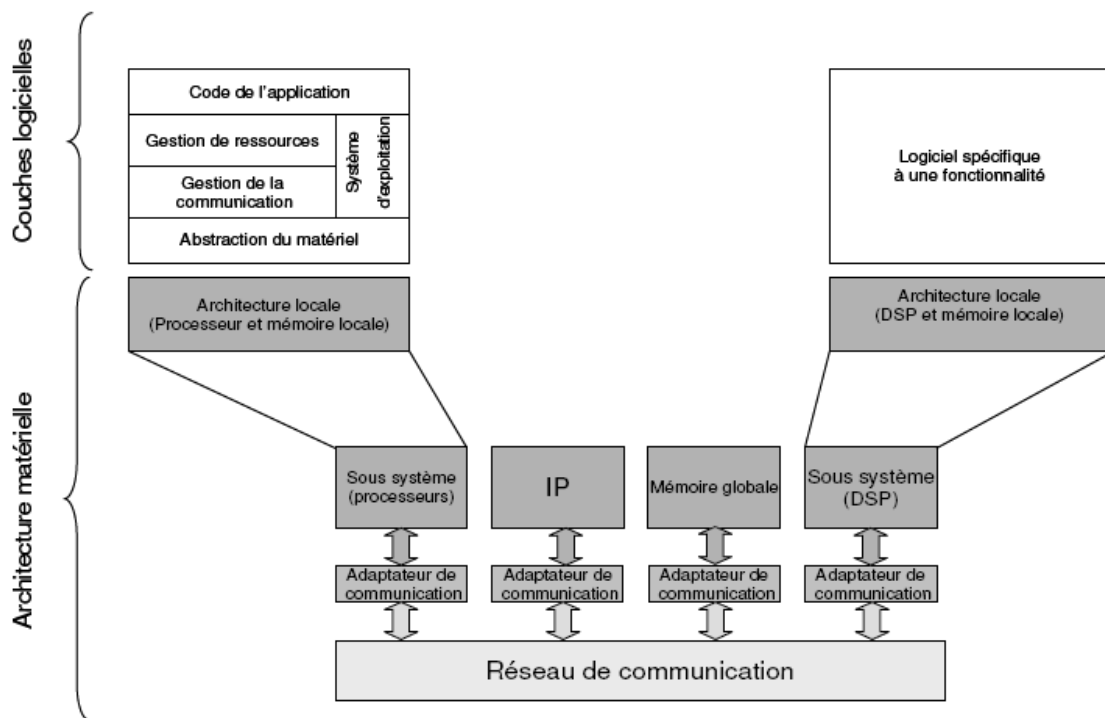 Couches logicielles
Code de l'application
Gestion de ressources
Gestion de la
communication
Système
d'exploitation
Abstraction du matériel
Logiciel spécifique
à une fonctionnalité
Architecture matérielle
Architecture locale
(Processeur et mémoire locale)
Architecture locale
(DSP et mémoire locale)
Sous système
(processeurs)
IP
Mémoire globale
Sous système
(DSP)
Adaptateur de
communication
Adaptateur de
communication
Adaptateur de
communication
Adaptateur de
communication
Réseau de communication